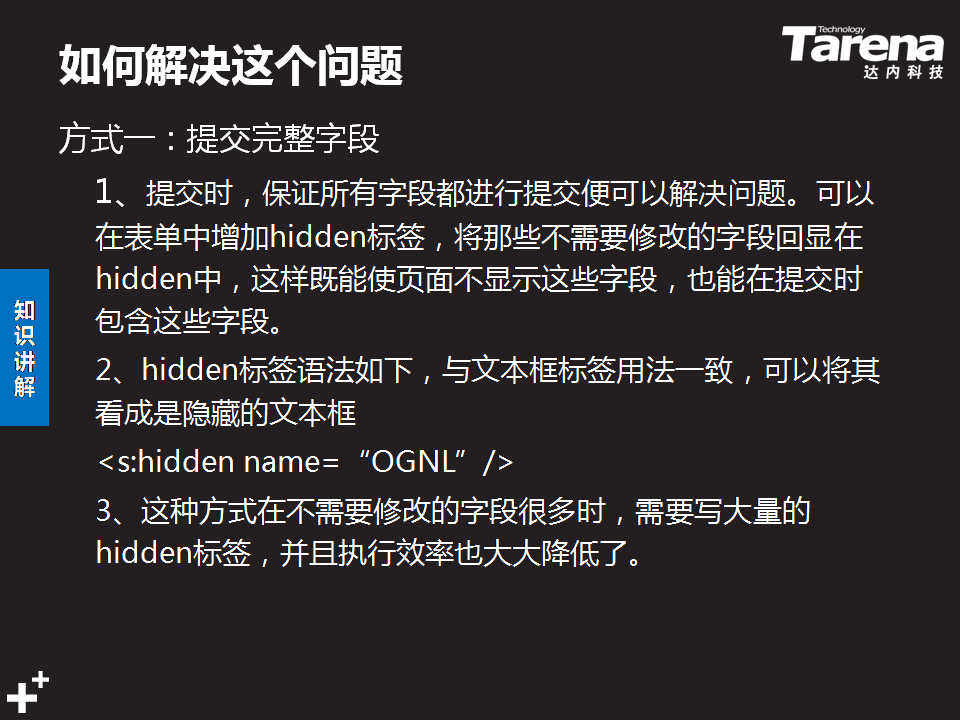 如何解决这个问题
Technology
Tarena
达内科技
方式一：提交完整字段
1、提交时，保证所有字段都进行提交便可以解决问题。可以
在表单中增加hidden标签，将那些不需要修改的字段回显在
hidden中，这样既能使页面不显示这些字段，也能在提交时
包含这些字段。
知识讲解
2、hidden标签语法如下，与文本框标签用法一致，可以将其
看成是隐藏的文本框
<s:hidden name=“OGNL”/>
3、这种方式在不需要修改的字段很多时，需要写大量的
hidden标签，并且执行效率也大大降低了。